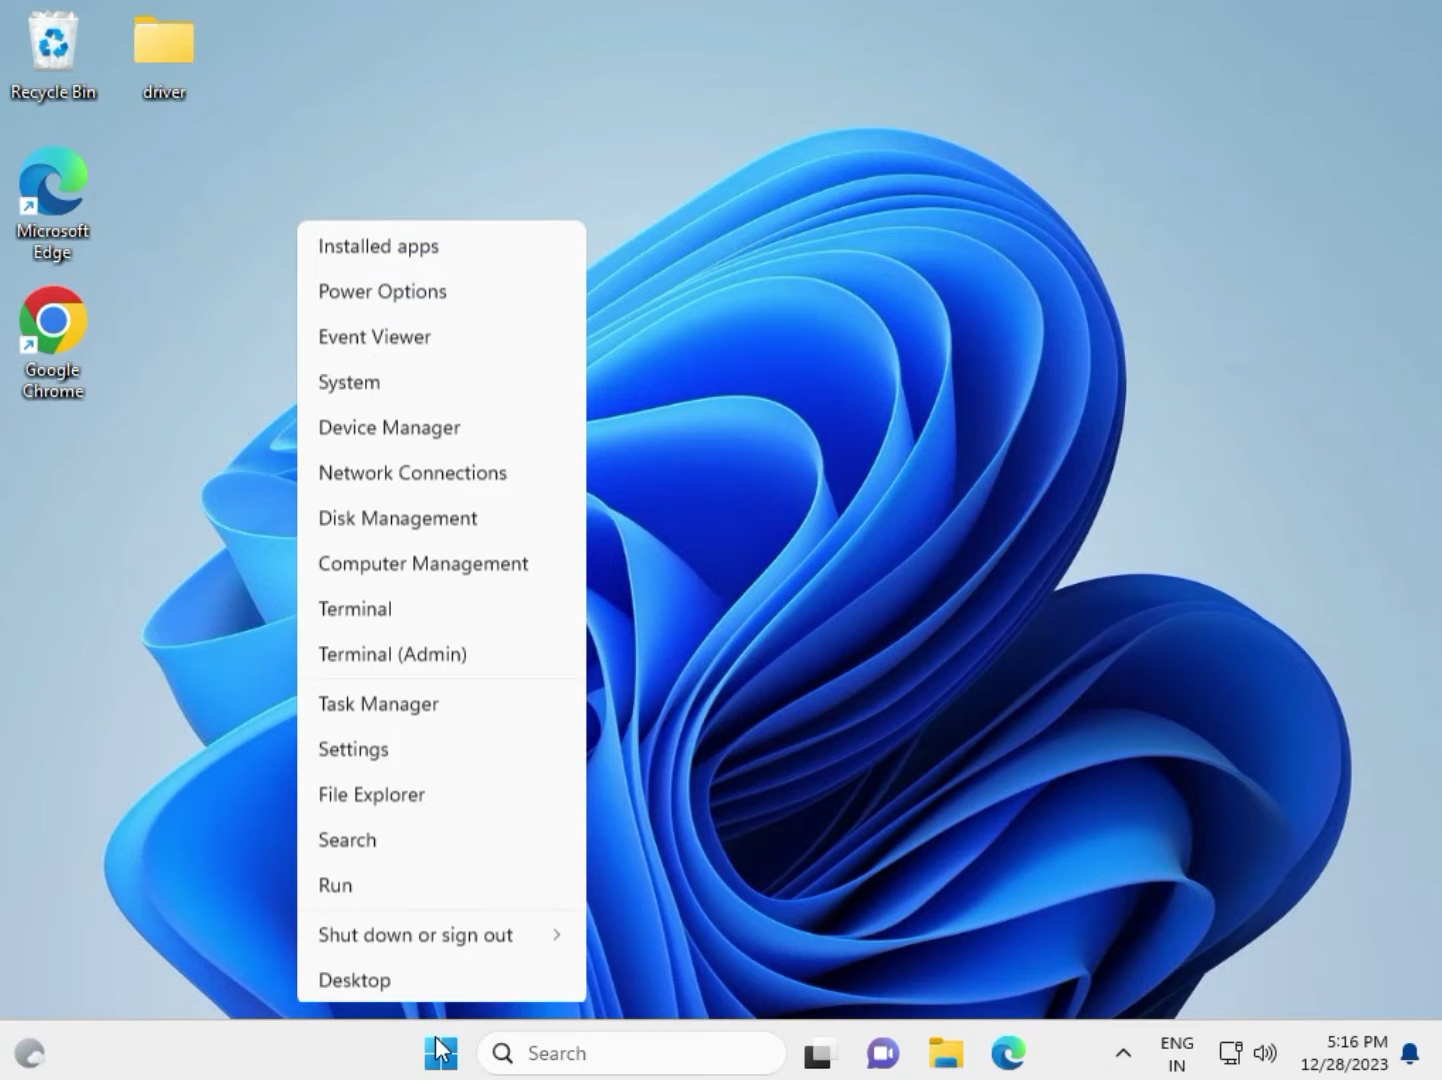 Recycle Bin
driver
Microsoft
Edge
Google
Chrome
Installed apps
Power Options
Event Viewer
System
Device Manager
Network Connections
Disk Management
Computer Management
Terminal
Terminal (Admin)
Task Manager
Settings
File Explorer
Search
Run
Shut down or sign out
Desktop
Search
ENG
IN
5:16 PM
12/28/2023